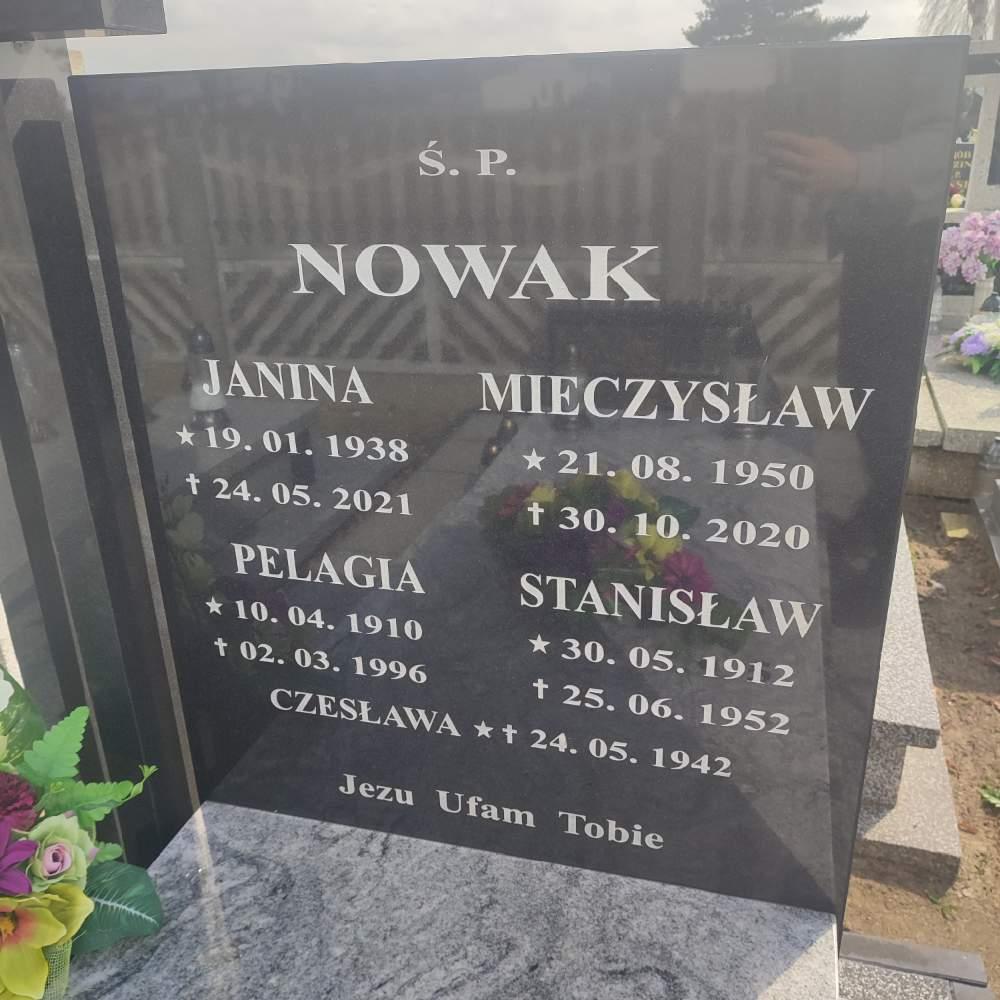 Ś. P.
NOWAK
JANINA
★ 19. 01. 1938
† 24. 05. 2021
MIECZYSŁAW
★ 21. 08. 1950
† 30. 10. 2020
PELAGIA
★ 10. 04. 1910
† 02. 03. 1996
STANISŁAW
★ 30. 05. 1912
† 25. 06. 1952
CZESŁAWA ★† 24. 05. 1942
Jezu Ufam Tobie